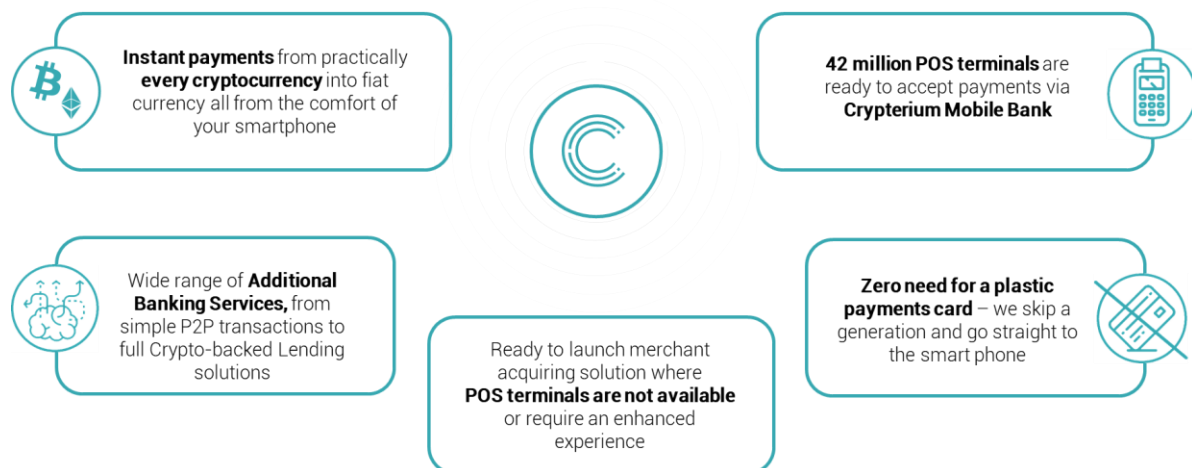 Instant payments from practically
every cryptocurrency into fiat
currency all from the comfort of
your smartphone
42 million POS terminals are
ready to accept payments via
Crypterium Mobile Bank
Wide range of Additional
Banking Services, from
simple P2P transactions to
full Crypto-backed Lending
solutions
Zero need for a plastic
payments card – we skip a
generation and go straight to
the smart phone
Ready to launch merchant
acquiring solution where
POS terminals are not available
or require an enhanced
experience